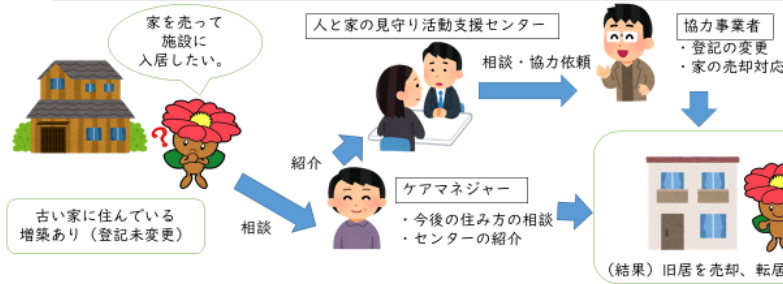 家を売って
施設に
入居したい。
?
古い家に住んでいる
増築あり（登記未変更）
相談
紹介
人と家の見守り活動支援センター
ケアマネジャー
・今後の住み方の相談
・センターの紹介
相談・協力依頼
協力事業者
・登記の変更
・家の売却対応
（結果）旧居を売却、転居